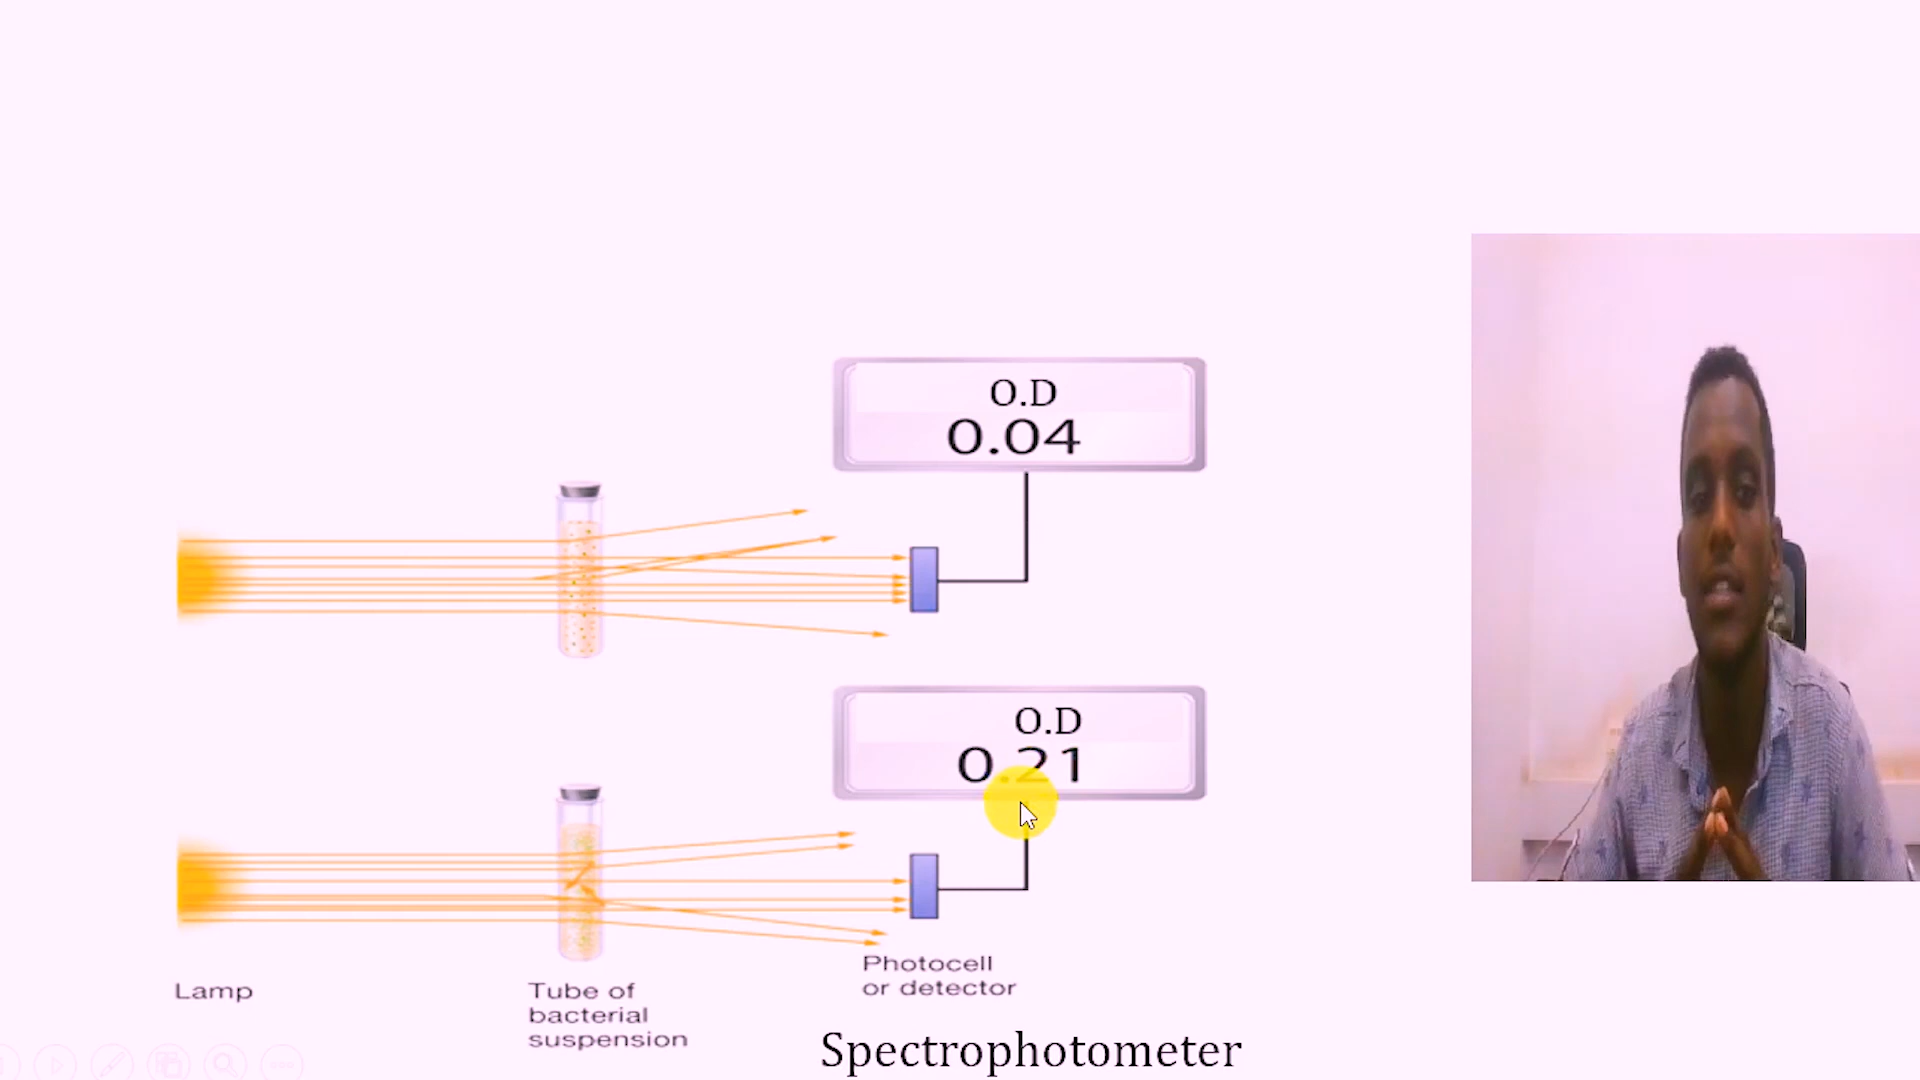 O.D
0.04
O.D
0.21
Photocell
or detector
Lamp
Tube of
bacterial
suspension
Spectrophotometer